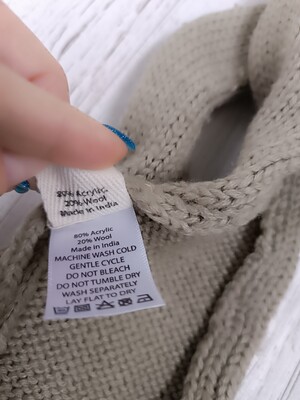 80% Acrylic
20% Wool
Made in India
80% Acrylic
20% Wool
Made in India
MACHINE WASH COLD
GENTLE CYCLE
DO NOT BLEACH
DO NOT TUMBLE DRY
WASH SEPARATELY
LAY FLAT TO DRY